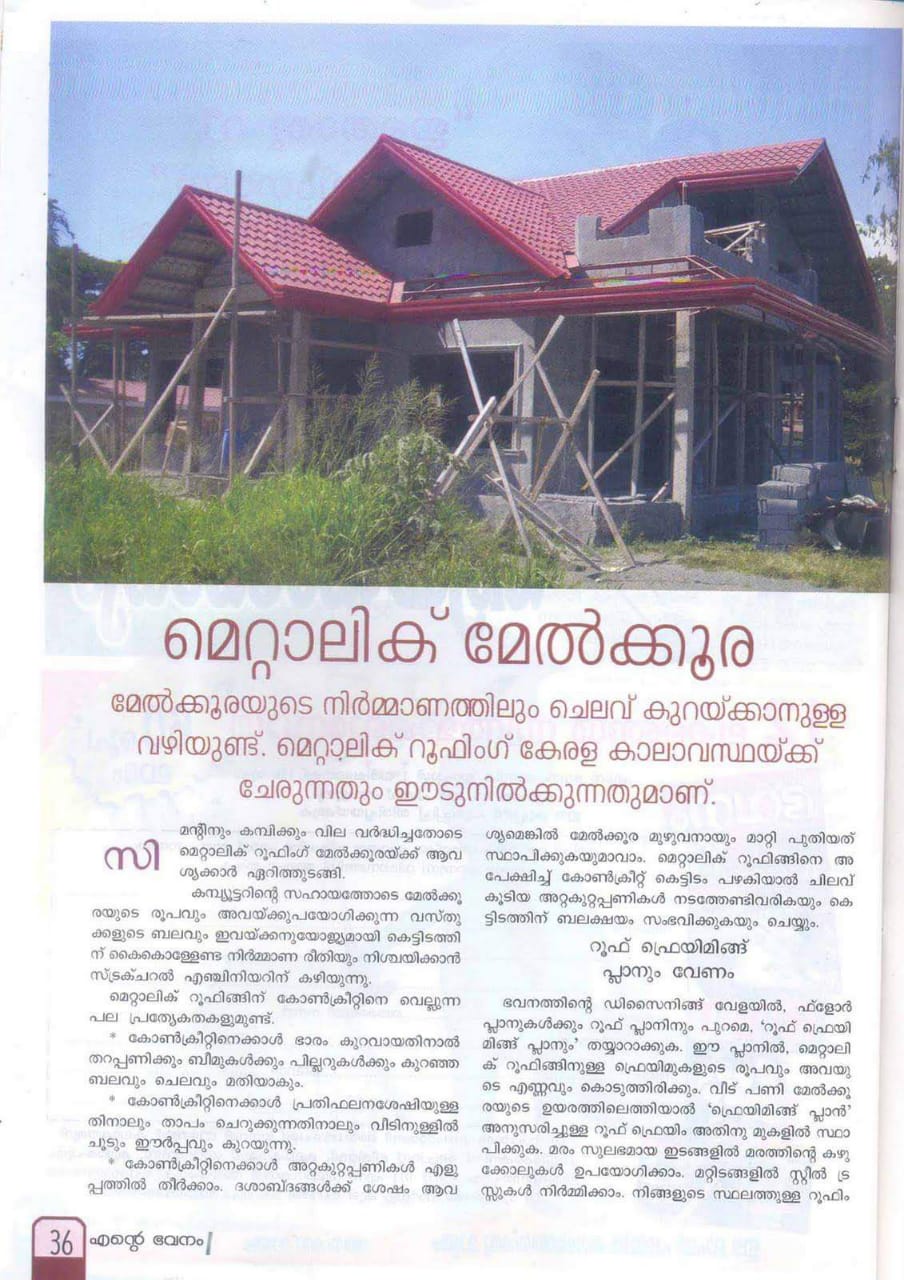 മെറ്റാലിക് മേൽക്കൂര
മേൽക്കൂരയുടെ നിർമ്മാണത്തിലും ചെലവ് കുറയ്ക്കാനുള്ള
വഴിയുണ്ട്. മെറ്റാലിക് റൂഫിംഗ് കേരള കാലാവസ്ഥയ്ക്ക്
ചേരുന്നതും ഈടുനിൽക്കുന്നതുമാണ്.
സിമന്റിനും കമ്പിക്കും വില വർദ്ധിച്ചതോടെ
മെറ്റാലിക് റൂഫിംഗ് മേൽക്കൂരയ്ക്ക് ആവ
ശ്യക്കാർ ഏറിത്തുടങ്ങി.
കമ്പ്യൂട്ടറിന്റെ സഹായത്തോടെ മേൽക്കൂ
രയുടെ രൂപവും അവയ്ക്കുപയോഗിക്കുന്ന വസ്തു
ക്കളുടെ ബലവും ഇവയ്ക്കനുയോജ്യമായി കെട്ടിടത്തി
ന് കൈകൊള്ളേണ്ട നിർമ്മാണ രീതിയും നിശ്ചയിക്കാൻ
സ്ട്രക്ചറൽ എഞ്ചിനിയറിന് കഴിയുന്നു.
മെറ്റാലിക് റൂഫിങ്ങിന് കോൺക്രീറ്റിനെ വെല്ലുന്ന
പല പ്രത്യേകതകളുമുണ്ട്.
* കോൺക്രീറ്റിനെക്കാൾ ഭാരം കുറവായതിനാൽ
തറപ്പണിക്കും ബീമുകൾക്കും പില്ലറുകൾക്കും കുറഞ്ഞ
ബലവും ചെലവും മതിയാകും.
* കോൺക്രീറ്റിനെക്കാൾ പ്രതിഫലനശേഷിയുള്ള
തിനാലും താപം ചെറുക്കുന്നതിനാലും വീടിനുള്ളിൽ
ചൂടും ഈർപ്പവും കുറയുന്നു.
* കോൺക്രീറ്റിനെക്കാൾ അറ്റകുറ്റപ്പണികൾ എളു
പ്പത്തിൽ തീർക്കാം. ദശാബ്ദങ്ങൾക്ക് ശേഷം ആവ
ശ്യമെങ്കിൽ മേൽക്കൂര മുഴുവനായും മാറ്റി പുതിയത്
സ്ഥാപിക്കുകയുമാവാം. മെറ്റാലിക് റൂഫിങ്ങിനെ അ
പേക്ഷിച്ച് കോൺക്രീറ്റ് കെട്ടിടം പഴകിയാൽ ചിലവ്
കൂടിയ അറ്റകുറ്റപ്പണികൾ നടത്തേണ്ടിവരികയും കെ
ട്ടിടത്തിന് ബലക്ഷയം സംഭവിക്കുകയും ചെയ്യും.
റൂഫ് ഫ്രെയിമിങ്ങ്
പ്ലാനും വേണം
ഭവനത്തിന്റെ ഡിസൈനിങ്ങ് വേളയിൽ, ഫ്ളോർ
പ്ലാനുകൾക്കും റൂഫ് പ്ലാനിനും പുറമെ, 'റൂഫ് ഫ്രെയി
മിങ്ങ് പ്ലാനും' തയ്യാറാക്കുക. ഈ പ്ലാനിൽ, മെറ്റാലി
ക് റൂഫിങ്ങിനുള്ള ഫ്രെയിമുകളുടെ രൂപവും അവയു
ടെ എണ്ണവും കൊടുത്തിരിക്കും. വീട് പണി മേൽക്കൂ
രയുടെ ഉയരത്തിലെത്തിയാൽ 'ഫ്രെയിമിങ്ങ് പ്ലാൻ'
അനുസരിച്ചുള്ള റൂഫ് ഫ്രെയിം അതിനു മുകളിൽ സ്ഥാ
പിക്കുക. മരം സുലഭമായ ഇടങ്ങളിൽ മരത്തിന്റെ കഴു
ക്കോലുകൾ ഉപയോഗിക്കാം. മറ്റിടങ്ങളിൽ സ്റ്റീൽ ട്ര
സ്സുകൾ നിർമ്മിക്കാം. നിങ്ങളുടെ സ്ഥലത്തുള്ള റൂഫിം
36 എന്റെ ഭവനം